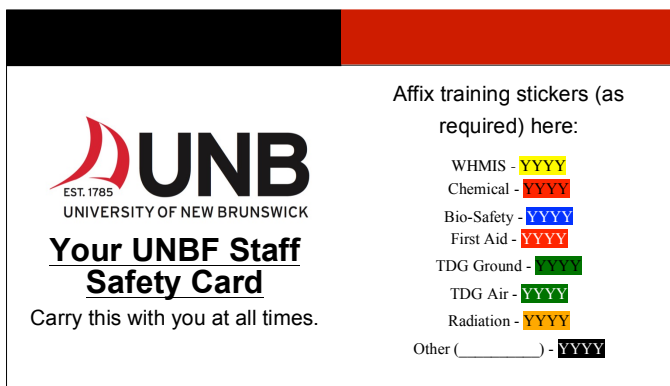 UNB
EST. 1785
UNIVERSITY OF NEW BRUNSWICK
Your UNBF Staff
Safety Card
Carry this with you at all times.
Affix training stickers (as
required) here:
WHMIS - YYYY
Chemical - YYYY
Bio-Safety - YYYY
First Aid - YYYY
TDG Ground - YYYY
TDG Air - YYYY
Radiation - YYYY
Other (__________) - YYYY